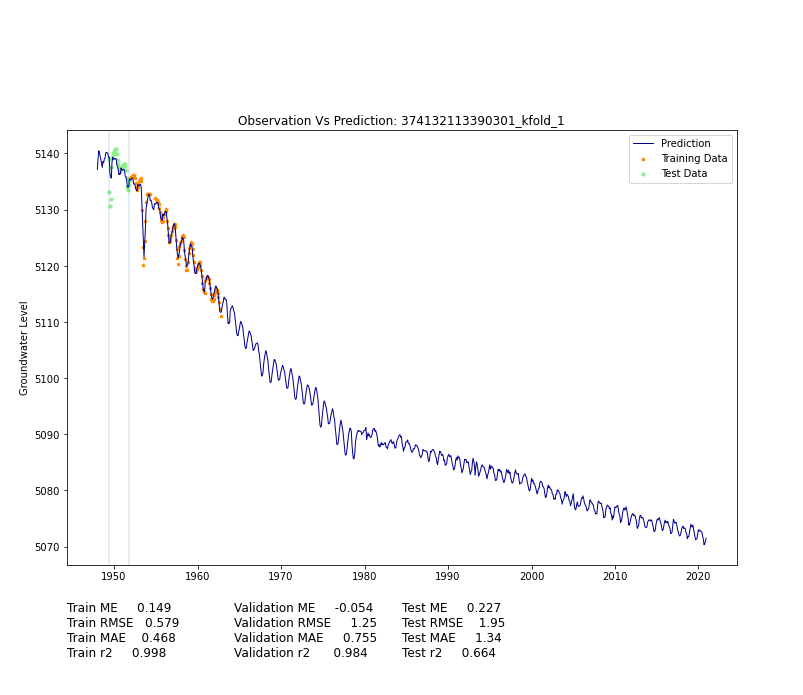 Observation Vs Prediction: 374132113390301_kfold_1
Prediction
Training Data
Test Data
Groundwater Level
5140
5130
5120
5110
5100
5090
5080
5070
1950 1960 1970 1980 1990 2000 2010 2020
Train ME 0.149 Validation ME -0.054 Test ME 0.227
Train RMSE 0.579 Validation RMSE 1.25 Test RMSE 1.95
Train MAE 0.468 Validation MAE 0.755 Test MAE 1.34
Train r2 0.998 Validation r2 0.984 Test r2 0.664